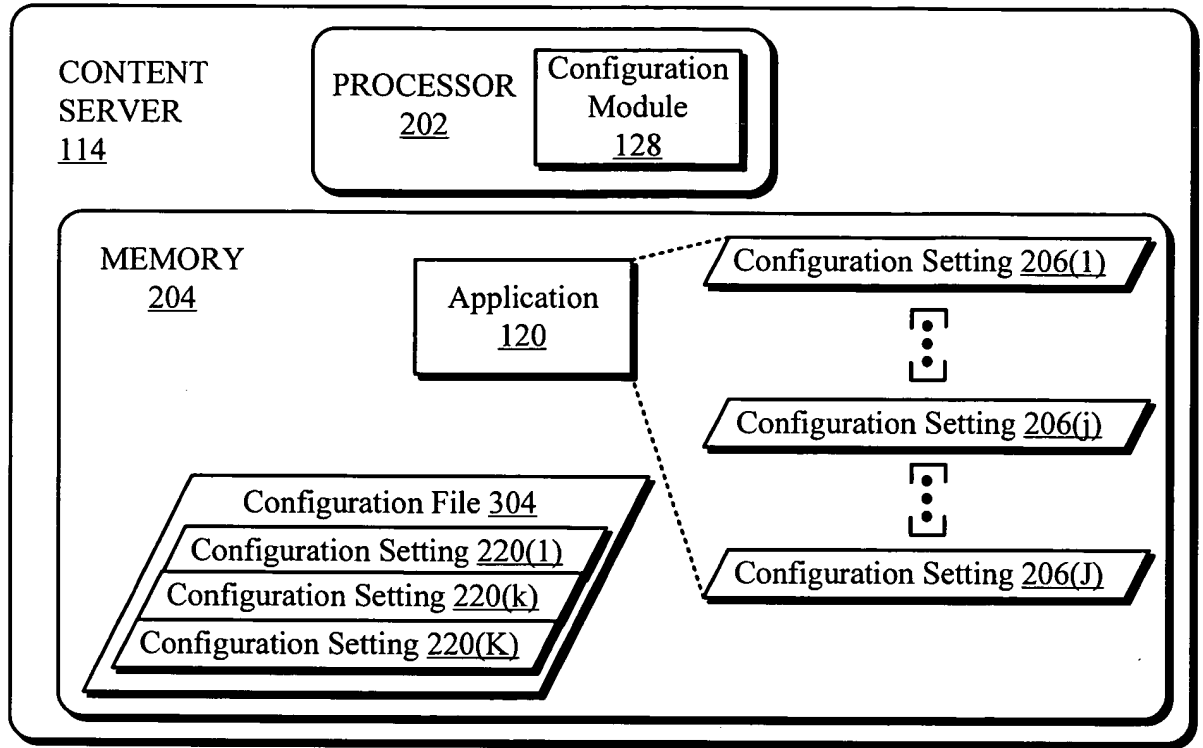 CONTENT
SERVER
114
PROCESSOR
202
Configuration
Module
128
MEMORY
204
Application
120
Configuration Setting 206(1)
Configuration Setting 206(j)
Configuration Setting 206(J)
Configuration File 304
Configuration Setting 220(1)
Configuration Setting 220(k)
Configuration Setting 220(K)